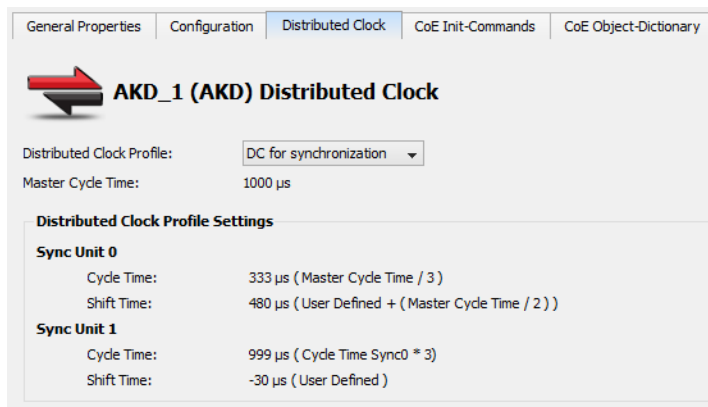 General Properties Configuration Distributed Clock CoE Init-Commands CoE Object-Dictionary
AKD_1 (AKD) Distributed Clock
Distributed Clock Profile: DC for synchronization
Master Cycle Time: 1000 µs
Distributed Clock Profile Settings
Sync Unit 0
Cycle Time: 333 µs ( Master Cycle Time / 3 )
Shift Time: 480 µs ( User Defined + ( Master Cycle Time / 2 ) )
Sync Unit 1
Cycle Time: 999 µs ( Cycle Time Sync0 * 3)
Shift Time: -30 µs ( User Defined )